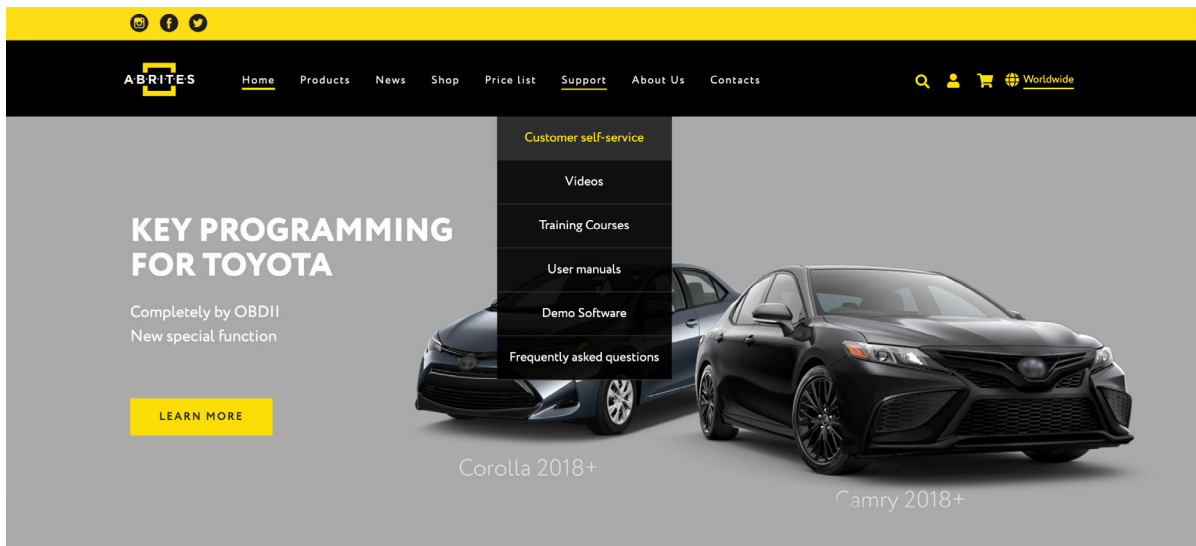 A·B·R·I·T·E·S
Home Products News Shop Price list Support About Us Contacts Worldwide
Customer self-service
Videos
Training Courses
User manuals
Demo Software
Frequently asked questions
KEY PROGRAMMING
FOR TOYOTA
Completely by OBDII
New special function
LEARN MORE
Corolla 2018+
Camry 2018+